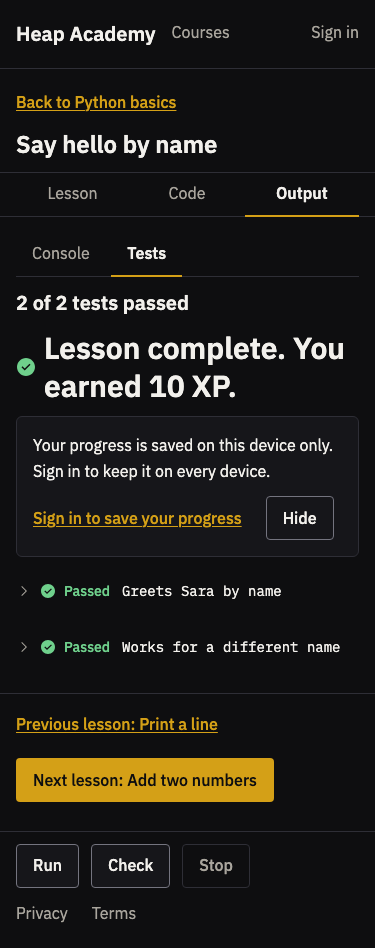 Heap Academy Courses Sign in
Back to Python basics
Say hello by name
Lesson Code Output
Console Tests
2 of 2 tests passed
Lesson complete. You
earned 10 XP.
Your progress is saved on this device only.
Sign in to keep it on every device.
Sign in to save your progress Hide
Passed Greets Sara by name
Passed Works for a different name
Previous lesson: Print a line
Next lesson: Add two numbers
Run Check Stop
Privacy Terms